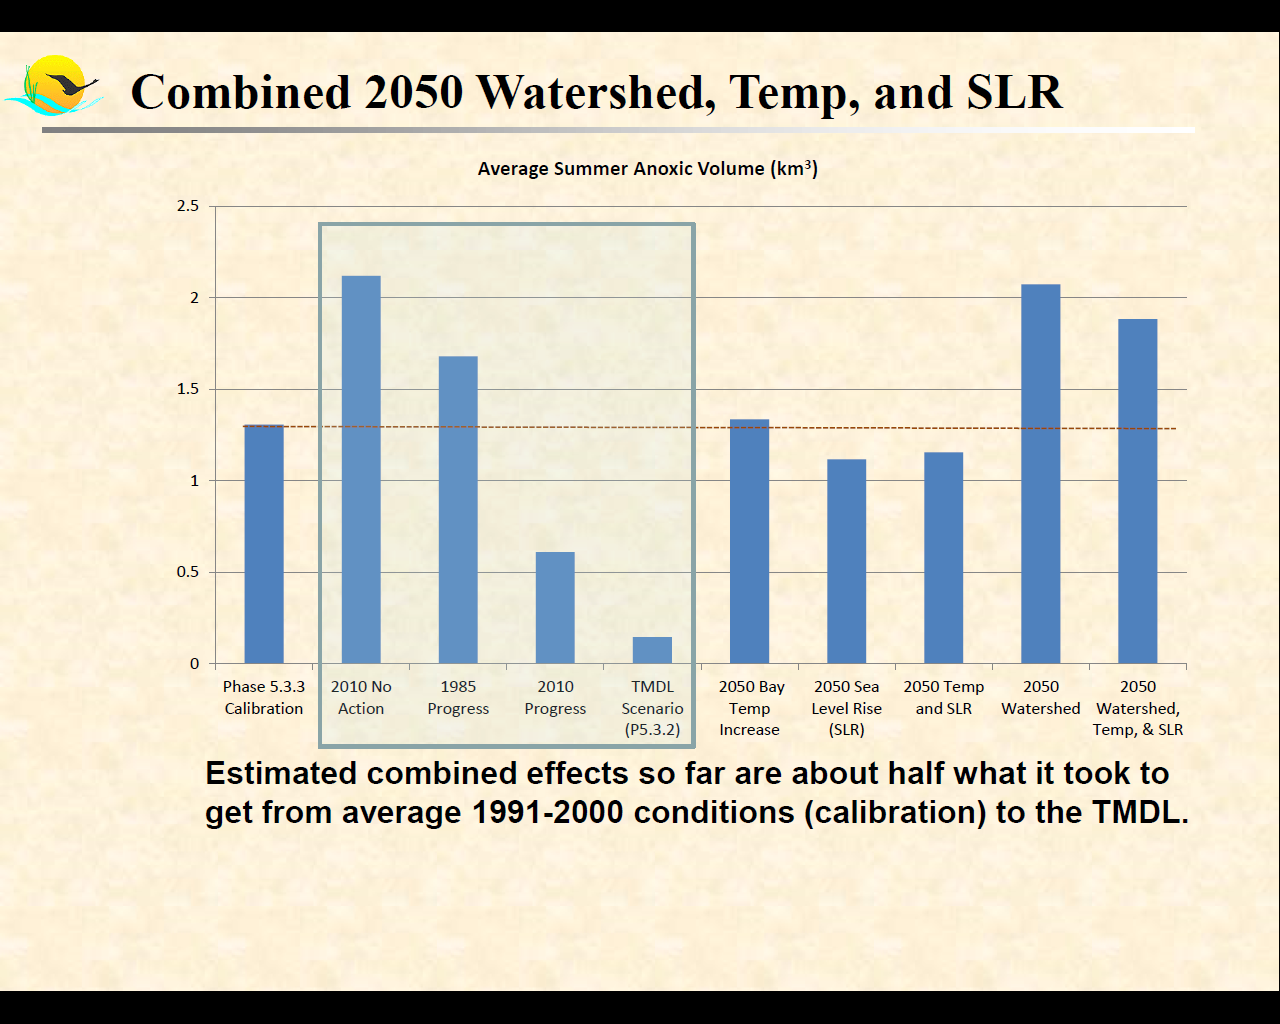 Combined 2050 Watershed, Temp, and SLR
Average Summer Anoxic Volume (km³)
2.5
2
1.5
1
0.5
0
Phase 5.3.3
Calibration
2010 No
Action
1985
Progress
2010
Progress
TMDL
Scenario
(P5.3.2)
2050 Bay
Temp
Increase
2050 Sea
Level Rise
(SLR)
2050 Temp
and SLR
2050
Watershed
2050
Watershed,
Temp, & SLR
Estimated combined effects so far are about half what it took to
get from average 1991-2000 conditions (calibration) to the TMDL.